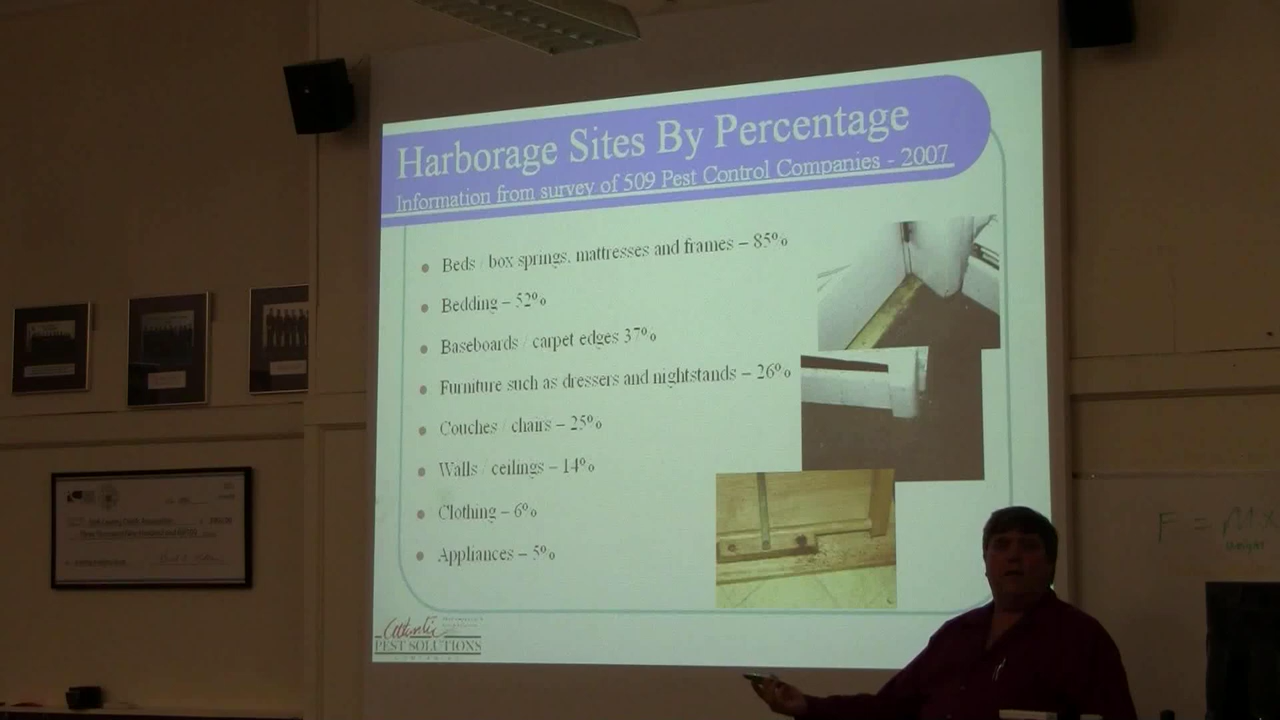 Harborage Sites By Percentage
Information from survey of 509 Pest Control Companies - 2007
Beds / box springs, mattresses and frames – 85%
Bedding – 52%
Baseboards / carpet edges 37%
Furniture such as dressers and nightstands – 26%
Couches / chairs – 25%
Walls / ceilings – 14%
Clothing – 6%
Appliances – 5%
Atlantic
PEST SOLUTIONS
F = M x